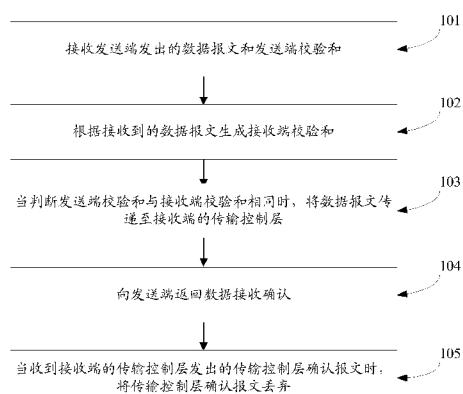 101
接收发送端发出的数据报文和发送端校验和
102
根据接收到的数据报文生成接收端校验和
103
当判断发送端校验和与接收端校验和相同时，将数据报文传
递至接收端的传输控制层
104
向发送端返回数据接收确认
105
当收到接收端的传输控制层发出的传输控制层确认报文时，
将传输控制层确认报文丢弃